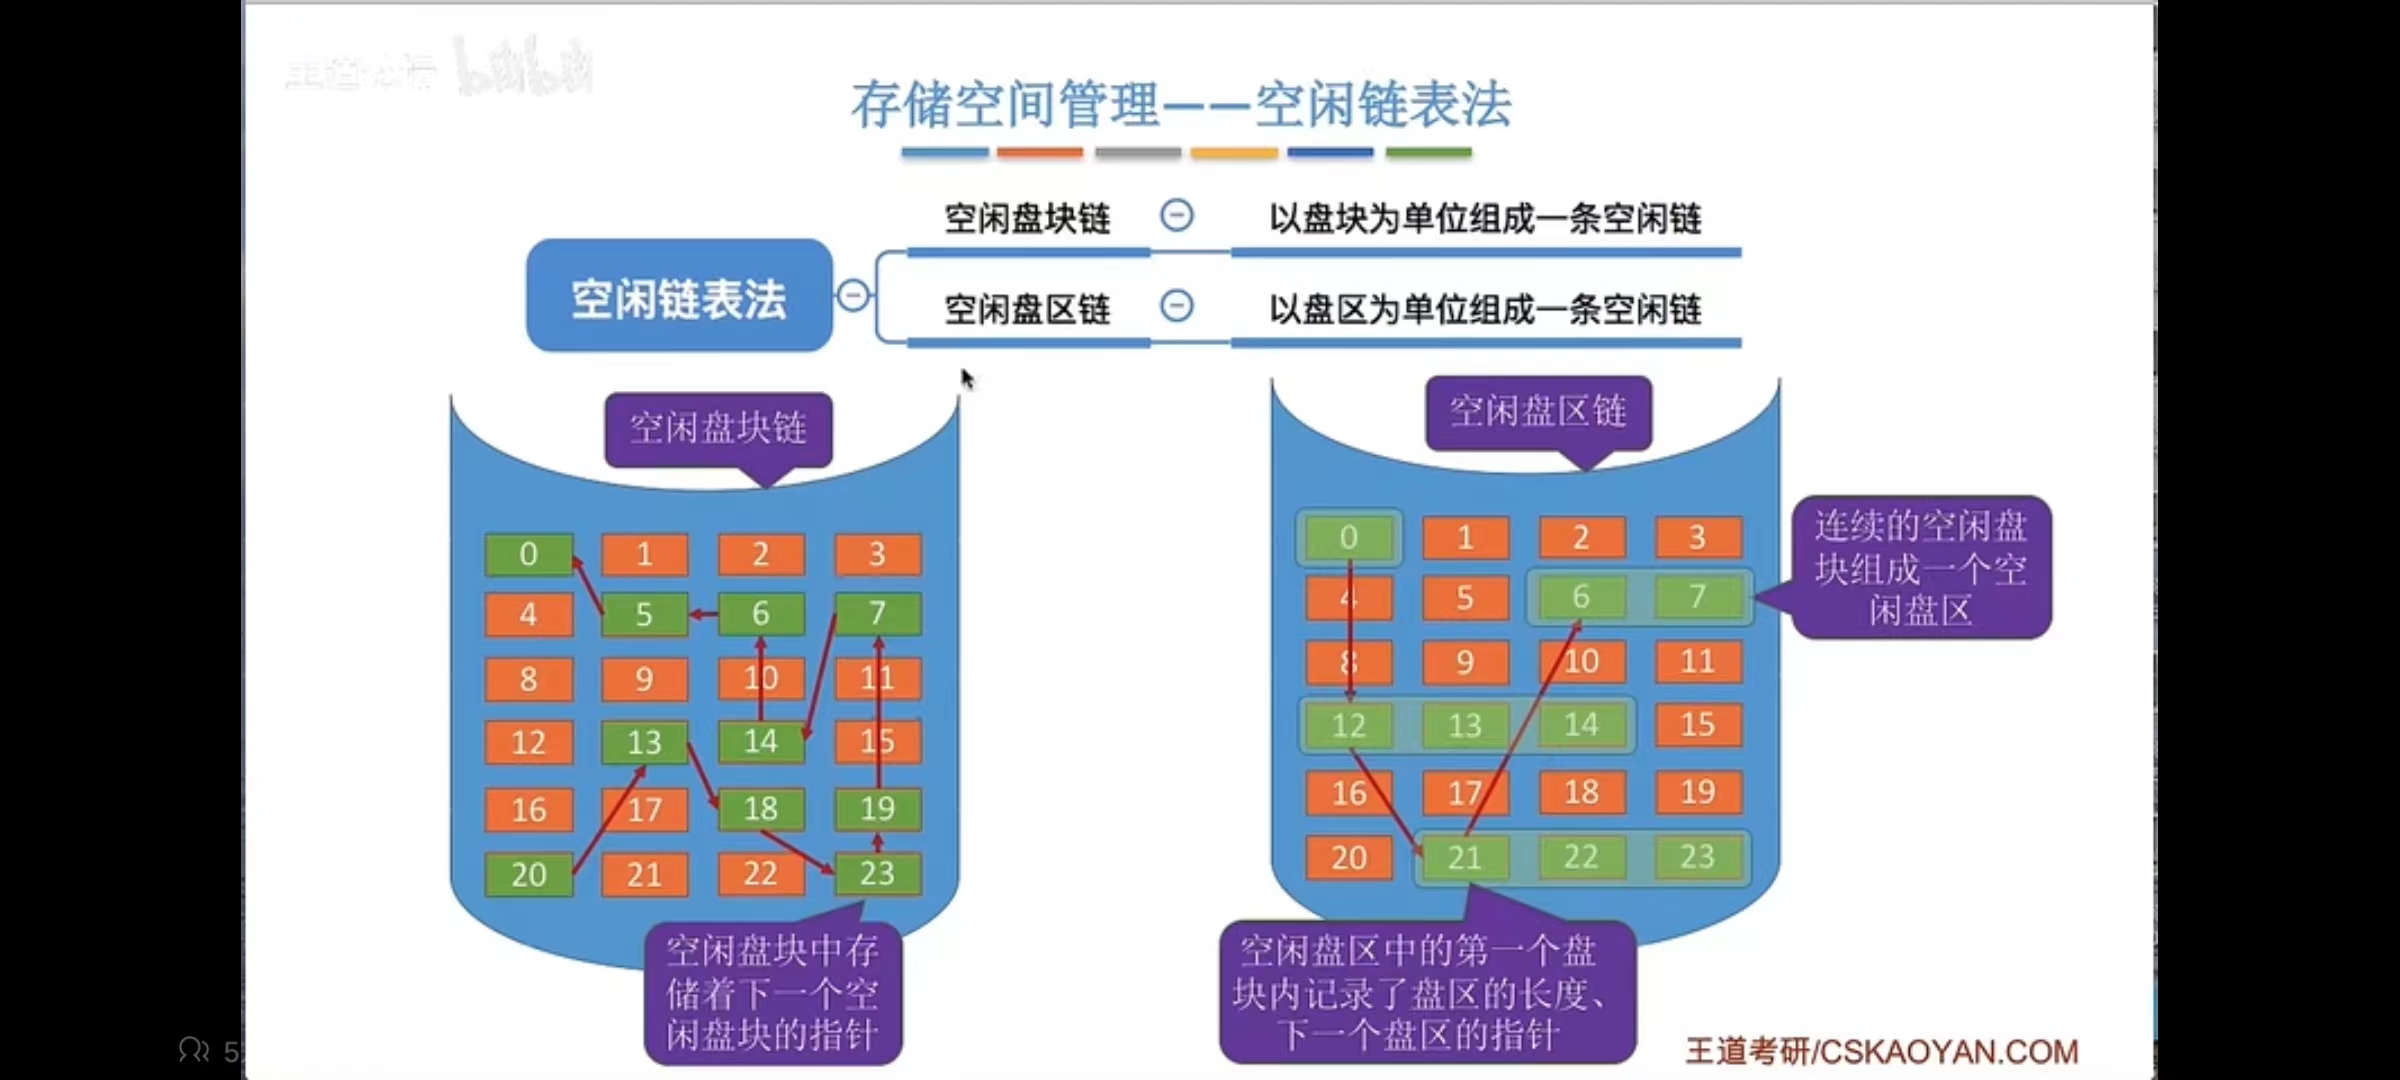 存储空间管理——空闲链表法
空闲链表法
空闲盘块链
以盘块为单位组成一条空闲链
空闲盘区链
以盘区为单位组成一条空闲链
空闲盘块链
0 1 2 3
4 5 6 7
8 9 10 11
12 13 14 15
16 17 18 19
20 21 22 23
空闲盘块中存
储着下一个空
闲盘块的指针
空闲盘区链
0 1 2 3
4 5 6 7
8 9 10 11
12 13 14 15
16 17 18 19
20 21 22 23
连续的空闲盘
块组成一个空
闲盘区
空闲盘区中的第一个盘
块内记录了盘区的长度、
下一个盘区的指针
王道考研/CSKAOYAN.COM